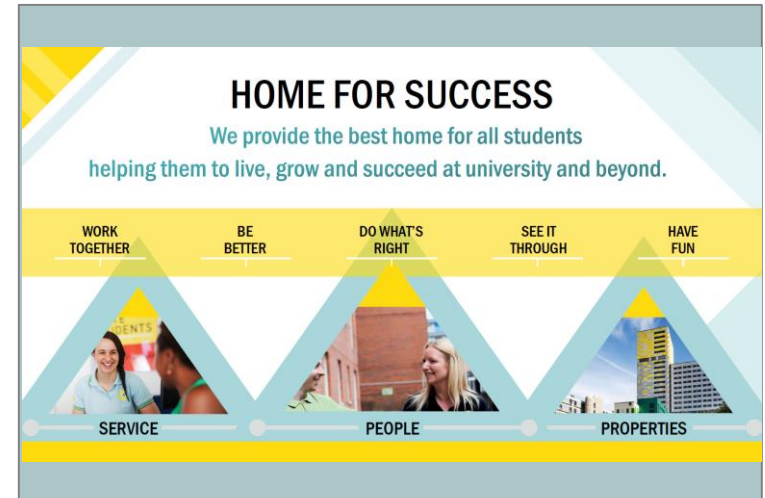 HOME FOR SUCCESS
We provide the best home for all students
helping them to live, grow and succeed at university and beyond.
WORK
TOGETHER
BE
BETTER
DO WHAT'S
RIGHT
SEE IT
THROUGH
HAVE
FUN
SERVICE
PEOPLE
PROPERTIES